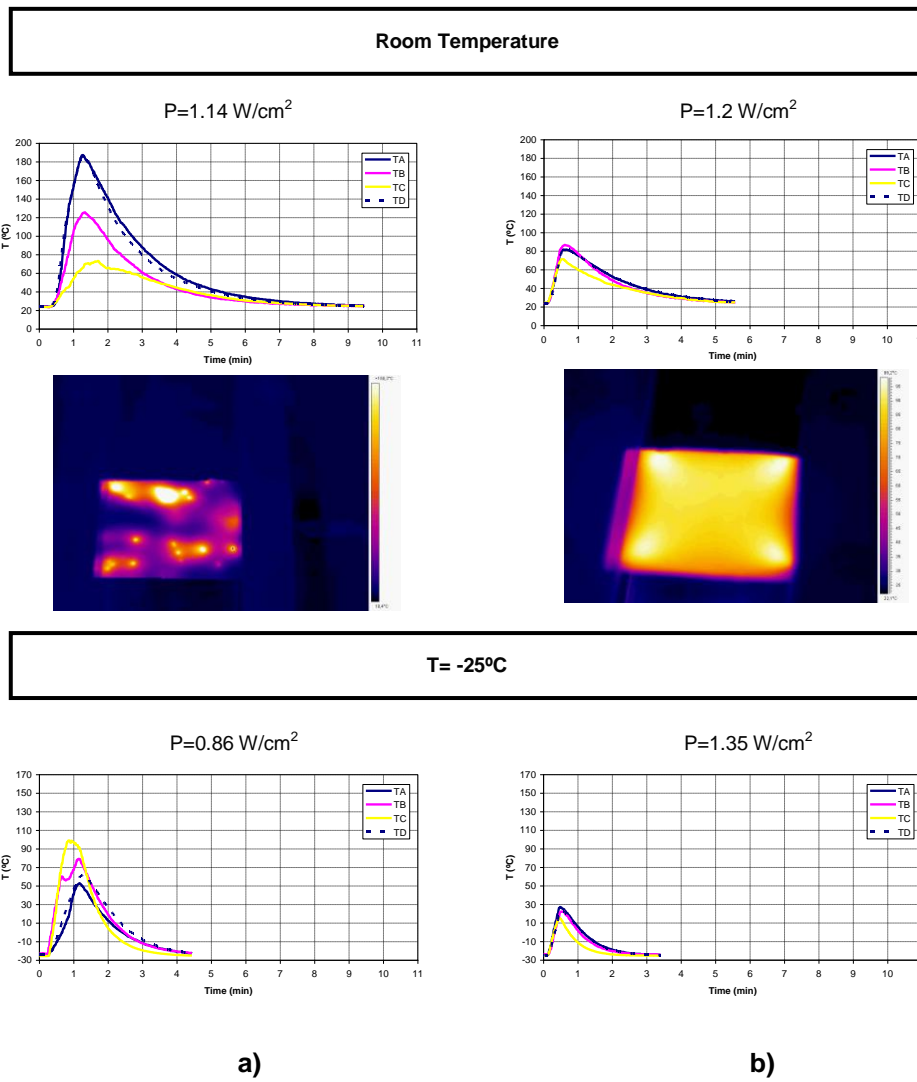 Room Temperature
P=1.14 W/cm²
P=1.2 W/cm²
200
180
160
140
120
100
80
60
40
20
0
T (ºC)
TA
TB
TC
TD
0 1 2 3 4 5 6 7 8 9 10 11
Time (min)
200
180
160
140
120
100
80
60
40
20
0
T (ºC)
TA
TB
TC
TD
0 1 2 3 4 5 6 7 8 9 10 1
Time (min)
T= -25ºC
P=0.86 W/cm²
P=1.35 W/cm²
170
150
130
110
90
70
50
30
10
-10
-30
T (ºC)
TA
TB
TC
TD
0 1 2 3 4 5 6 7 8 9 10 11
Time (min)
170
150
130
110
90
70
50
30
10
-10
-30
T (ºC)
TA
TB
TC
TD
0 1 2 3 4 5 6 7 8 9 10
Time (min)
a)
b)